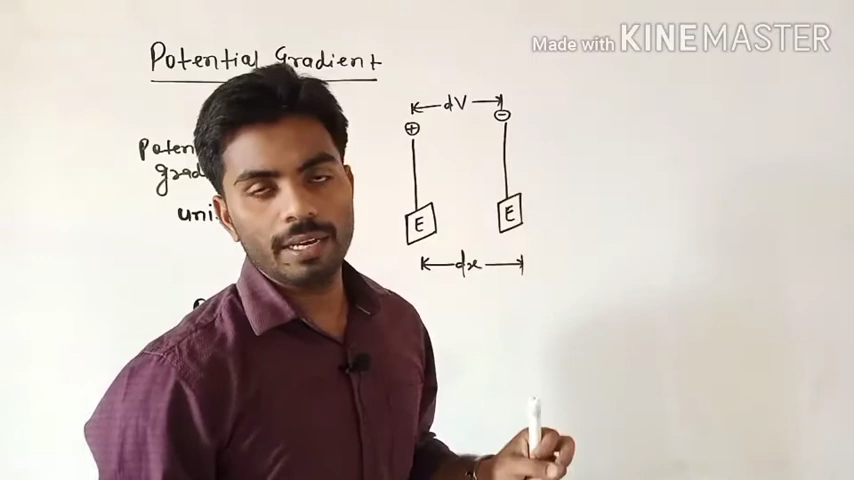 Made with KINEMASTER
Potential Gradient
dV
+ -
E E
dx